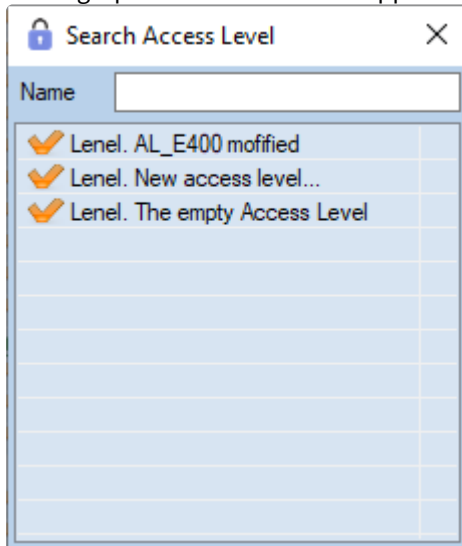 Search Access Level
Name
Lenel. AL_E400 mofified
Lenel. New access level...
Lenel. The empty Access Level